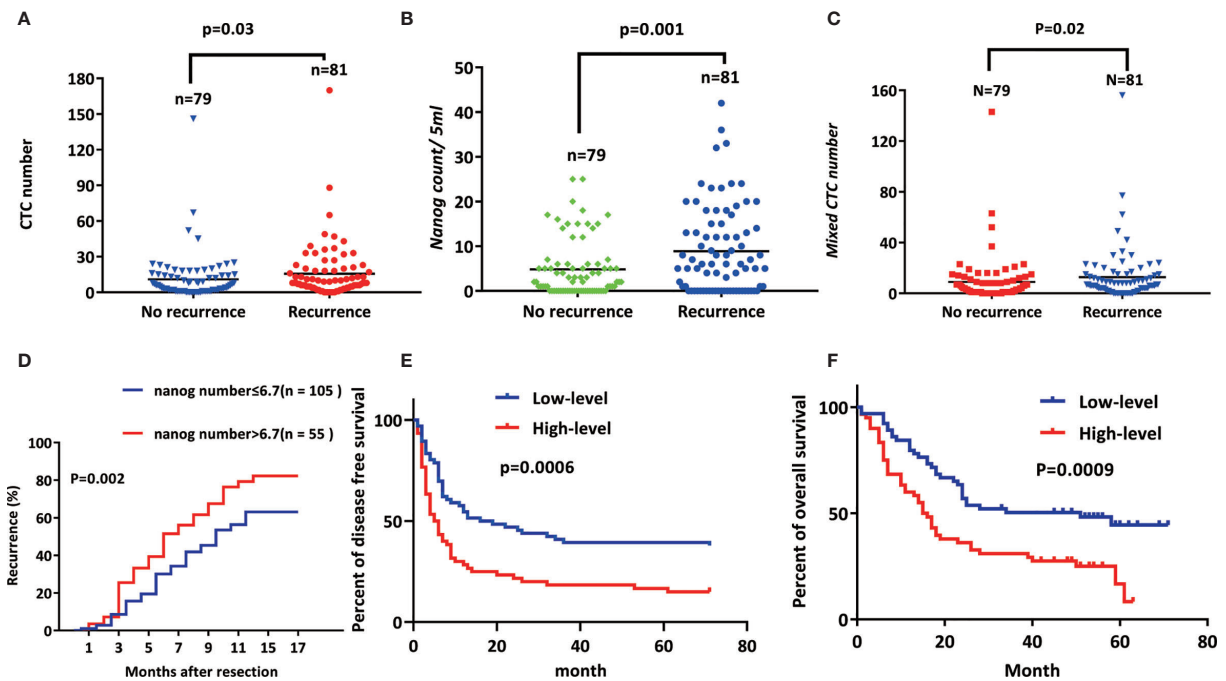 A
p=0.03
n=81
n=79
CTC number
180
150
120
90
60
30
0
No recurrence
Recurrence
B
p=0.001
n=81
n=79
Nanog count/ 5ml
50
40
30
20
10
0
No recurrence
Recurrence
C
P=0.02
N=79
N=81
Mixed CTC number
160
120
80
40
0
No recurrence
Recurrence
D
nanog number≤6.7(n = 105 )
nanog number>6.7(n = 55 )
P=0.002
Recurrence (%)
100
80
60
40
20
0
1 3 5 7 9 11 15 17
Months after resection
E
Low-level
High-level
p=0.0006
Percent of disease free survival
100
50
0
0 20 40 60 80
month
F
Low-level
High-level
P=0.0009
Percent of overall survival
100
50
0
0 20 40 60 80
Month